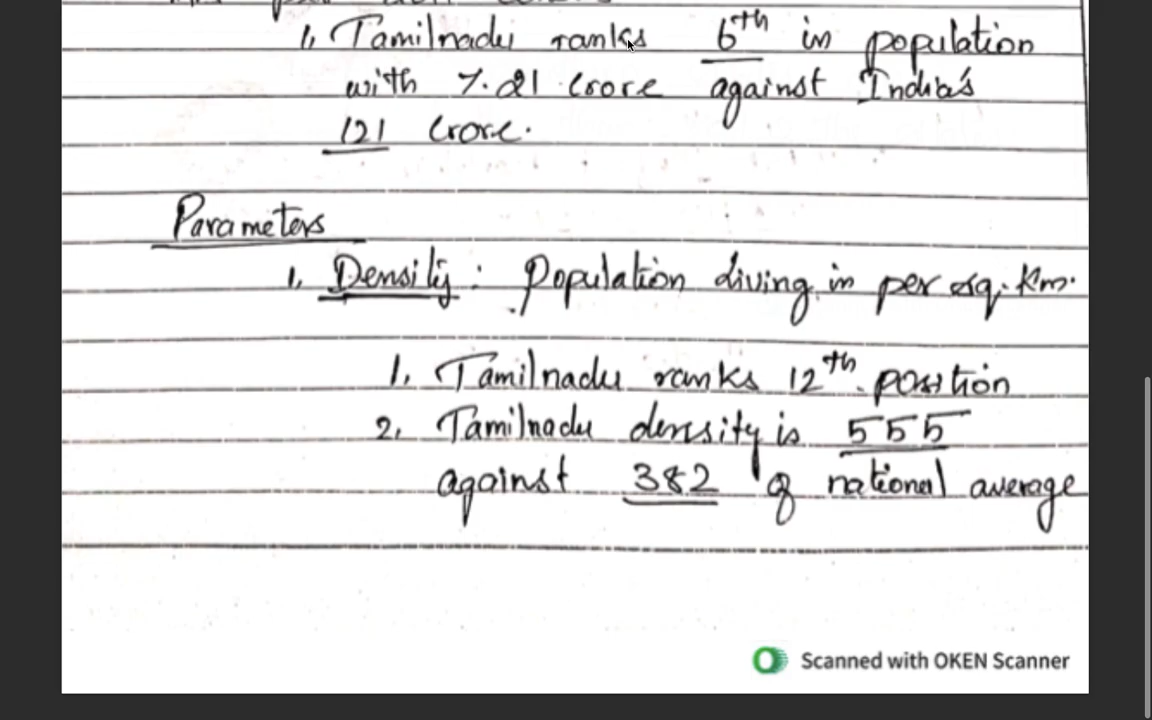 1, Tamilnadu ranks 6th in population
with 7.21 Crore against India's
121 Crore.
Parameters
1. Density: Population living in per sq. Km.
1. Tamilnadu ranks 12th position
2. Tamilnadu density is 555
against 382 of national average
Scanned with OKEN Scanner